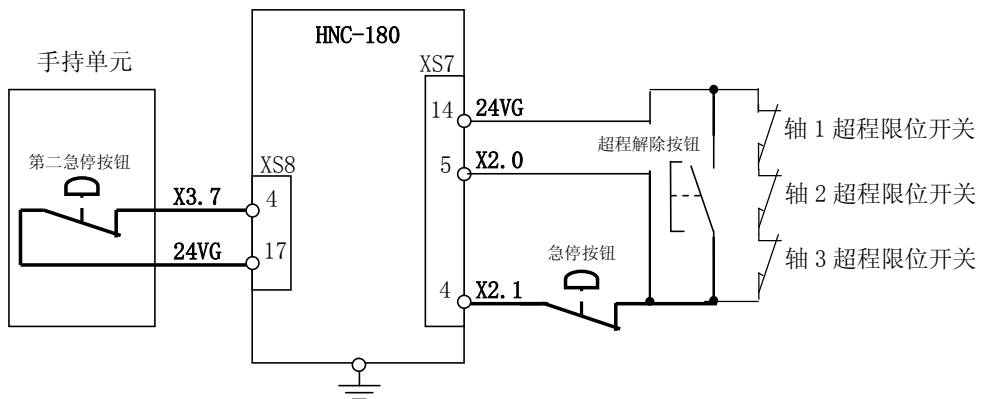 HNC-180
手持单元
XS7
14
24VG
第二急停按钮
超程解除按钮
轴 1 超程限位开关
XS8
5
X2.0
X3.7
4
轴 2 超程限位开关
24VG
17
急停按钮
轴 3 超程限位开关
4
X2.1